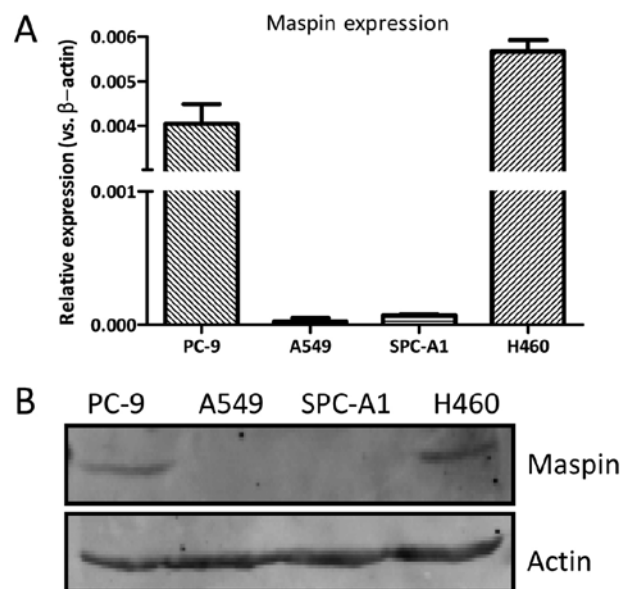 A
Maspin expression
Relative expression (vs. β-actin)
0.006
0.005
0.004
0.001
0.000
PC-9 A549 SPC-A1 H460
B
PC-9 A549 SPC-A1 H460
Maspin
Actin